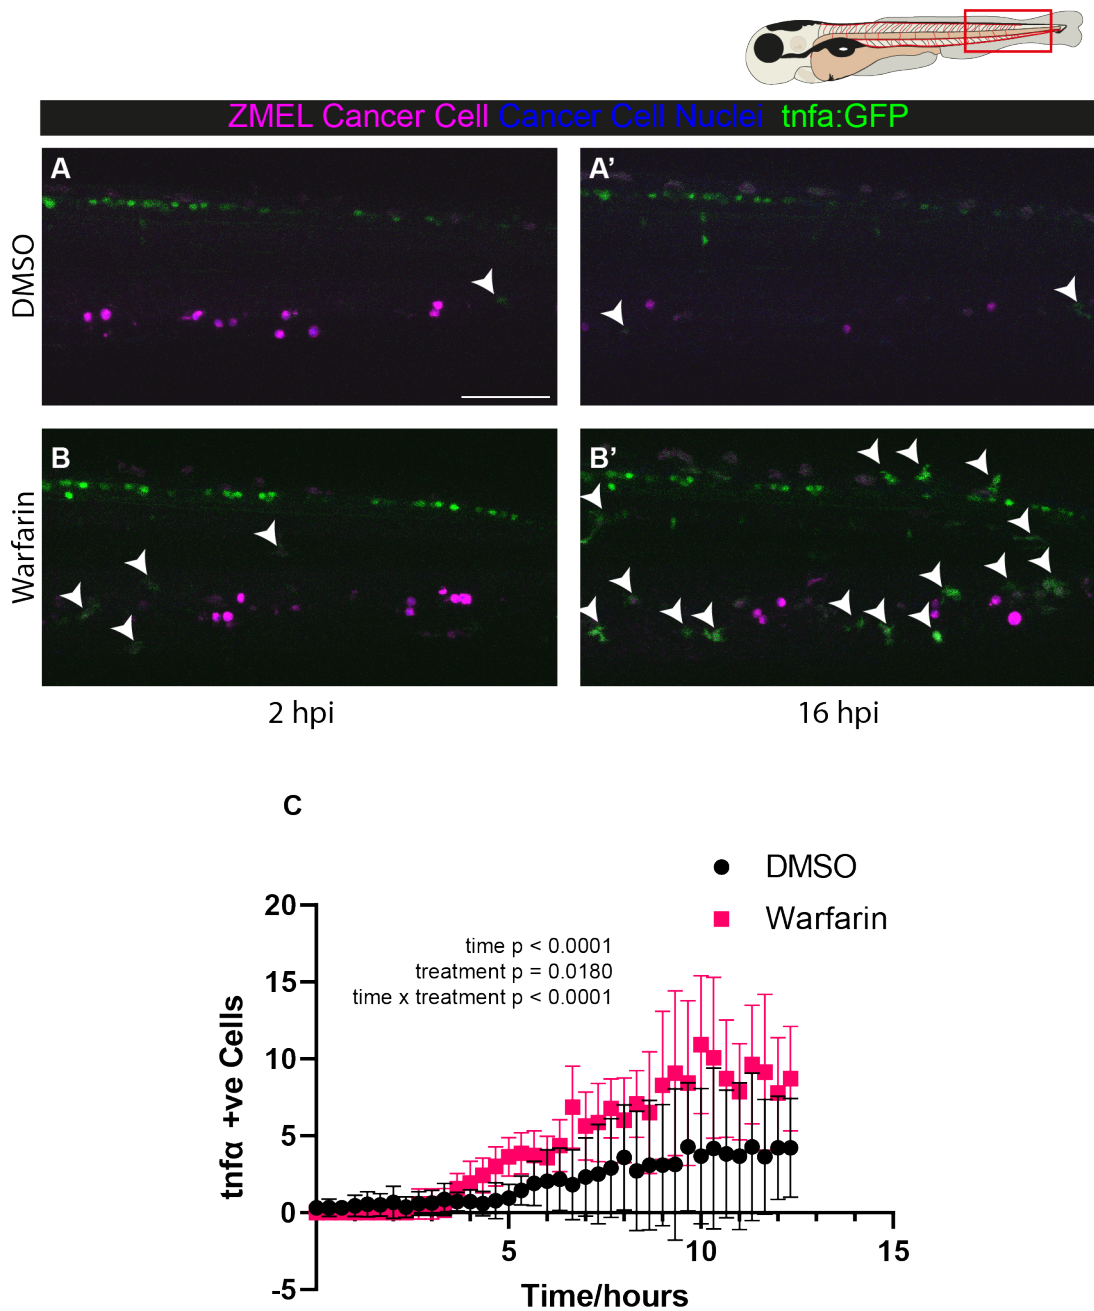 ZMEL Cancer Cell Cancer Cell Nuclei tnfa:GFP
A
A’
DMSO
B
B’
Warfarin
2 hpi
16 hpi
C
DMSO
Warfarin
time p < 0.0001
treatment p = 0.0180
time x treatment p < 0.0001
tnfα +ve Cells
20
15
10
5
0
-5
5
10
15
Time/hours